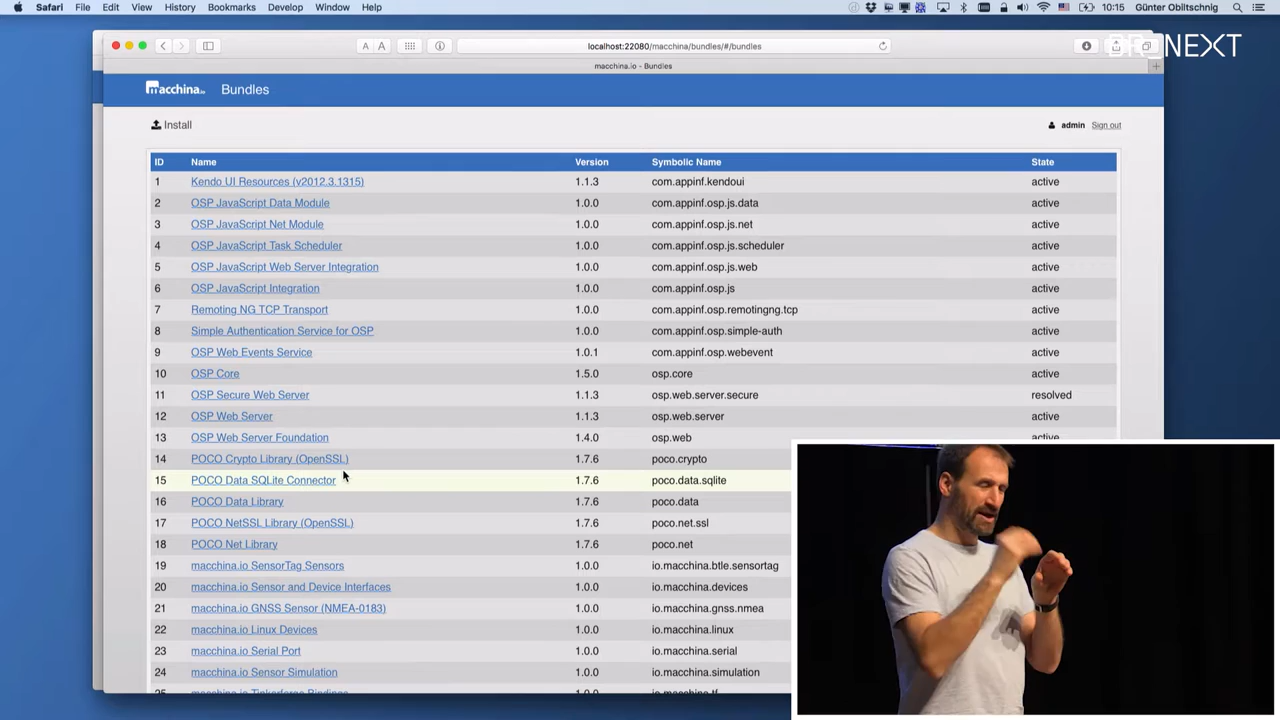 Safari File Edit View History Bookmarks Develop Window Help 10:15 Günter Obiltschnig
A A localhost:22080/macchina/bundles/#/bundles
NEXT
macchina.io - Bundles
macchina.io Bundles
Install admin Sign out
ID Name Version Symbolic Name State
1 Kendo UI Resources (v2012.3.1315) 1.1.3 com.appinf.kendoui active
2 OSP JavaScript Data Module 1.0.0 com.appinf.osp.js.data active
3 OSP JavaScript Net Module 1.0.0 com.appinf.osp.js.net active
4 OSP JavaScript Task Scheduler 1.0.0 com.appinf.osp.js.scheduler active
5 OSP JavaScript Web Server Integration 1.0.0 com.appinf.osp.js.web active
6 OSP JavaScript Integration 1.0.0 com.appinf.osp.js active
7 Remoting NG TCP Transport 1.0.0 com.appinf.osp.remotingng.tcp active
8 Simple Authentication Service for OSP 1.0.0 com.appinf.osp.simple-auth active
9 OSP Web Events Service 1.0.1 com.appinf.osp.webevent active
10 OSP Core 1.5.0 osp.core active
11 OSP Secure Web Server 1.1.3 osp.web.server.secure resolved
12 OSP Web Server 1.1.3 osp.web.server active
13 OSP Web Server Foundation 1.4.0 osp.web active
14 POCO Crypto Library (OpenSSL) 1.7.6 poco.crypto
15 POCO Data SQLite Connector 1.7.6 poco.data.sqlite
16 POCO Data Library 1.7.6 poco.data
17 POCO NetSSL Library (OpenSSL) 1.7.6 poco.net.ssl
18 POCO Net Library 1.7.6 poco.net
19 macchina.io SensorTag Sensors 1.0.0 io.macchina.btle.sensortag
20 macchina.io Sensor and Device Interfaces 1.0.0 io.macchina.devices
21 macchina.io GNSS Sensor (NMEA-0183) 1.0.0 io.macchina.gnss.nmea
22 macchina.io Linux Devices 1.0.0 io.macchina.linux
23 macchina.io Serial Port 1.0.0 io.macchina.serial
24 macchina.io Sensor Simulation 1.0.0 io.macchina.simulation
25 macchina.io Tinkerforge Bindings 1.0.0 io.macchina.tf